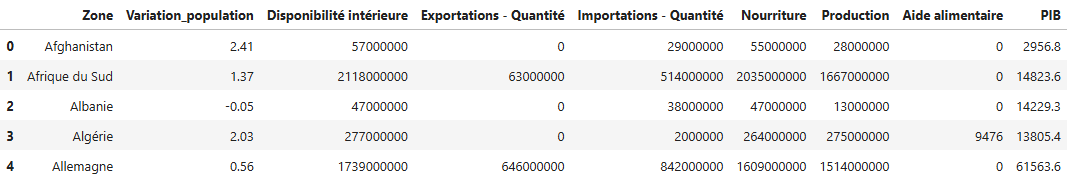 Zone Variation_population Disponibilité intérieure Exportations - Quantité Importations - Quantité Nourriture Production Aide alimentaire PIB
0 Afghanistan 2.41 57000000 0 29000000 55000000 28000000 0 2956.8
1 Afrique du Sud 1.37 2118000000 63000000 514000000 2035000000 1667000000 0 14823.6
2 Albanie -0.05 47000000 0 38000000 47000000 13000000 0 14229.3
3 Algérie 2.03 277000000 0 2000000 264000000 275000000 9476 13805.4
4 Allemagne 0.56 1739000000 646000000 842000000 1609000000 1514000000 0 61563.6